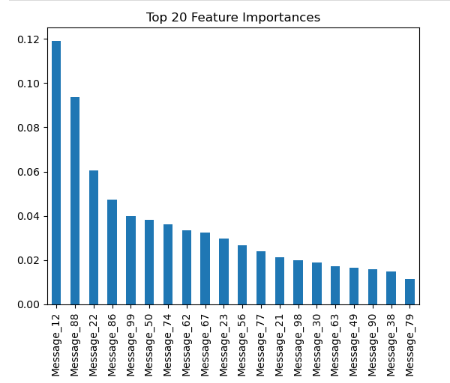 Top 20 Feature Importances
0.12
0.10
0.08
0.06
0.04
0.02
0.00
Message_12
Message_88
Message_22
Message_86
Message_99
Message_50
Message_74
Message_62
Message_67
Message_23
Message_56
Message_77
Message_21
Message_98
Message_30
Message_63
Message_49
Message_90
Message_38
Message_79